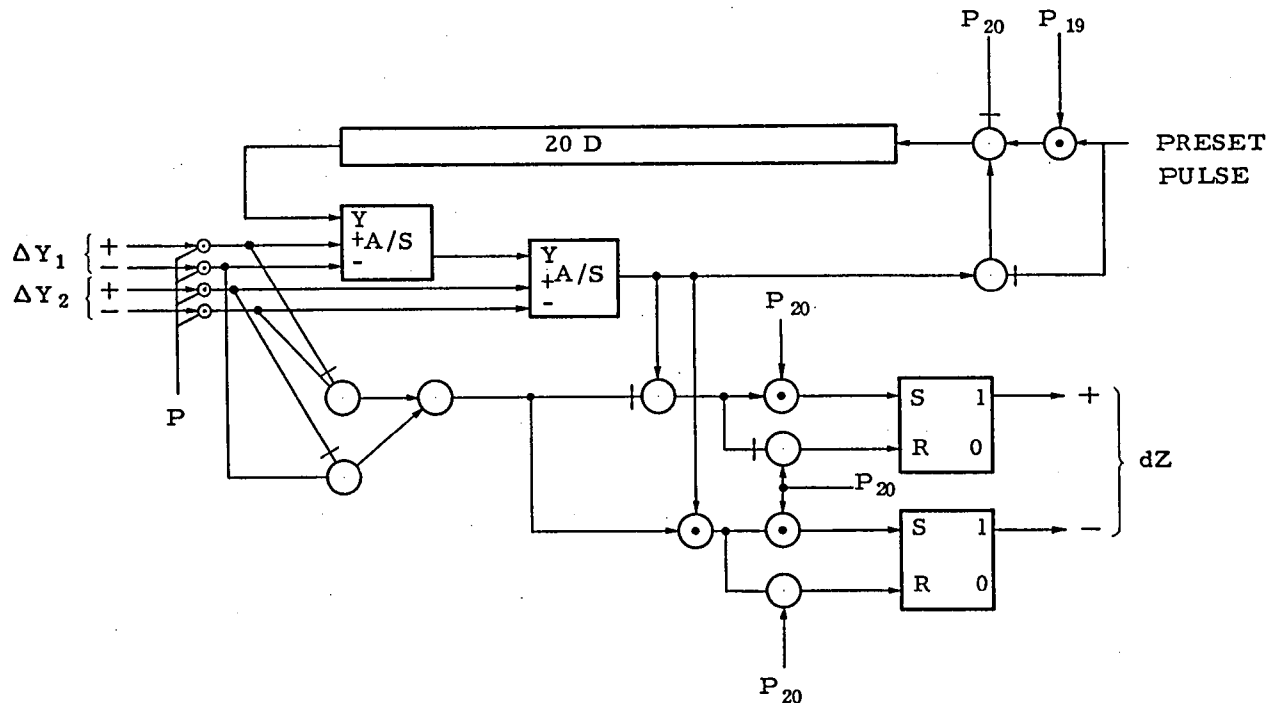 P20 P19
20 D
PRESET
PULSE
Y
+ A/S
-
Y
+ A/S
-
ΔY1 { +
-
ΔY2 { +
-
P
P20
S 1
R 0
+
dZ
P20
S 1
R 0
-
P20